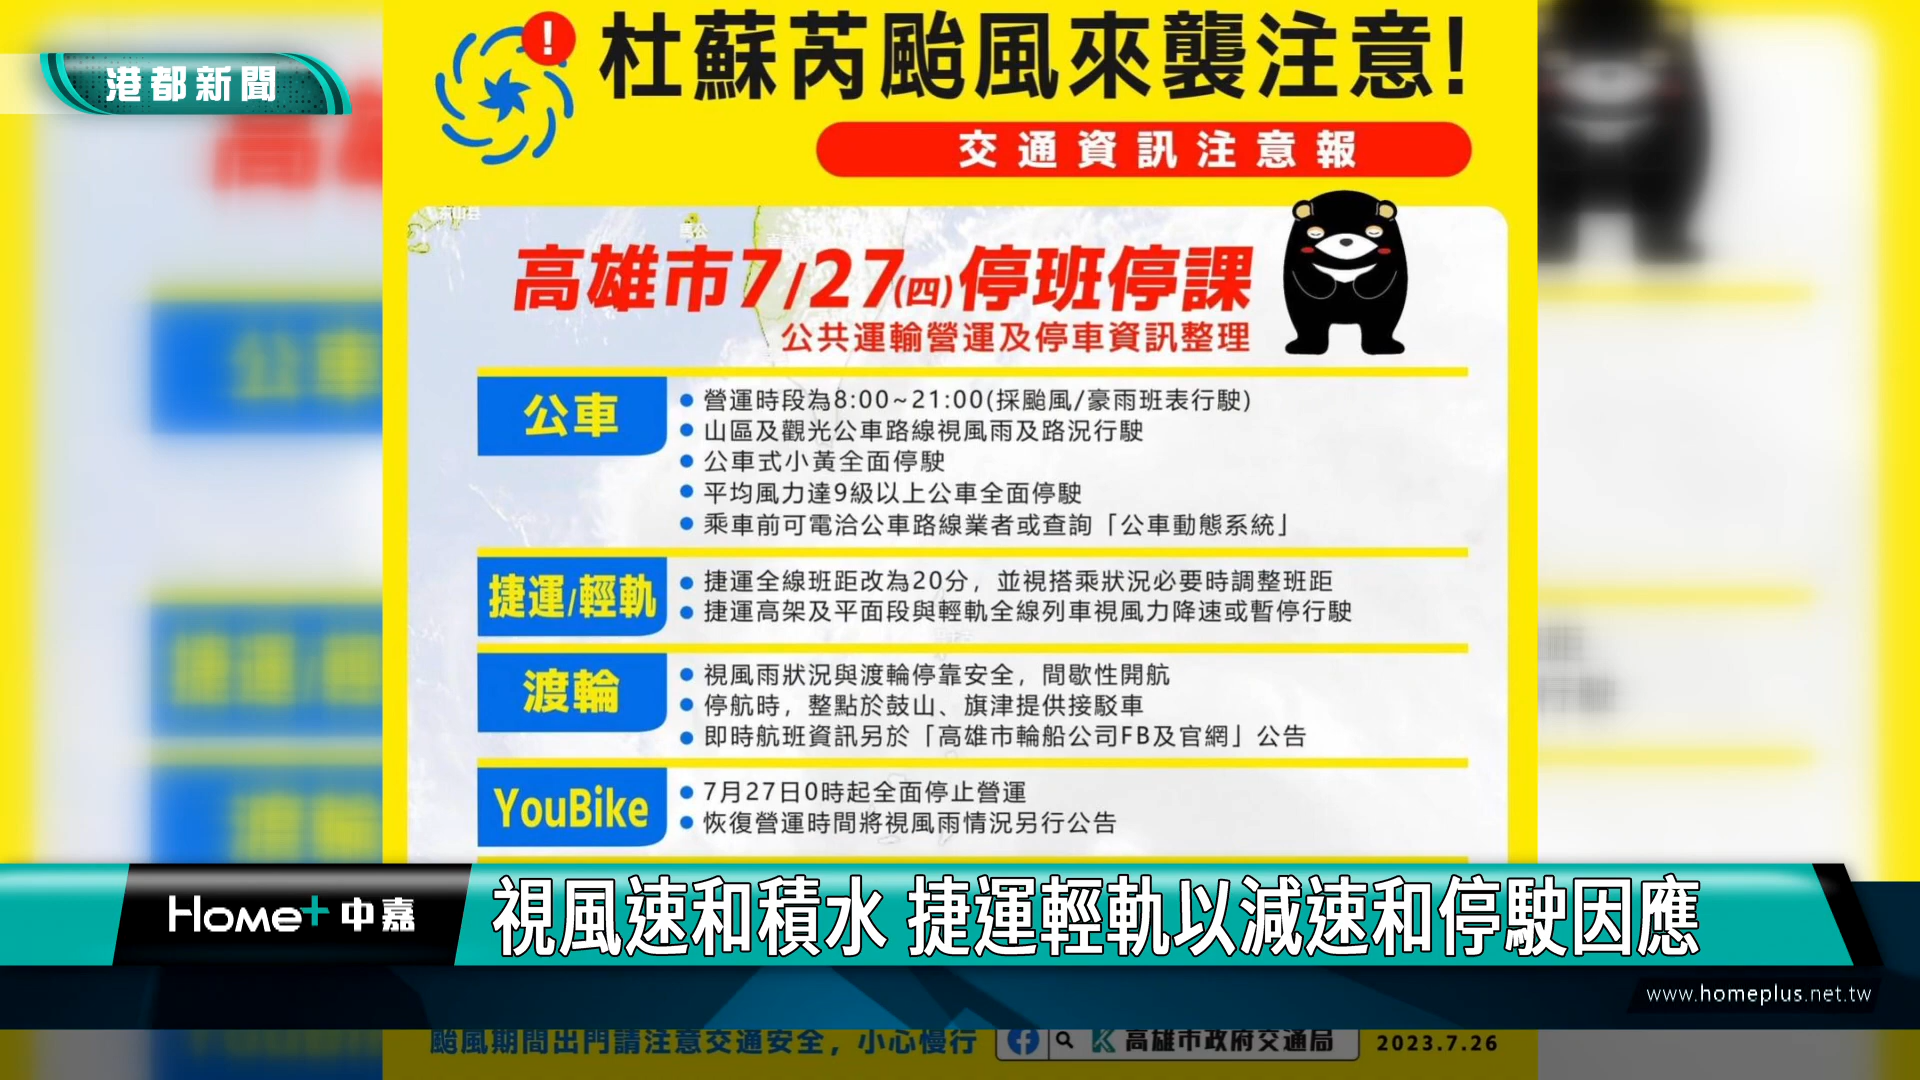 港都新聞
杜蘇芮颱風來襲注意!
交通資訊注意報
高雄市7/27(四)停班停課
公共運輸營運及停車資訊整理
公車
營運時段為8:00~21:00(採颱風/豪雨班表行駛)
山區及觀光公車路線視風雨及路況行駛
公車式小黃全面停駛
平均風力達9級以上公車全面停駛
乘車前可電洽公車路線業者或查詢「公車動態系統」
捷運/輕軌
捷運全線班距改為20分，並視搭乘狀況必要時調整班距
捷運高架及平面段與輕軌全線列車視風力降速或暫停行駛
渡輪
視風雨狀況與渡輪停靠安全，間歇性開航
停航時，整點於鼓山、旗津提供接駁車
即時航班資訊另於「高雄市輪船公司FB及官網」公告
YouBike
7月27日0時起全面停止營運
恢復營運時間將視風雨情況另行公告
Home+中嘉
視風速和積水 捷運輕軌以減速和停駛因應
www.homeplus.net.tw
颱風期間出門請注意交通安全，小心慢行
高雄市政府交通局
2023.7.26